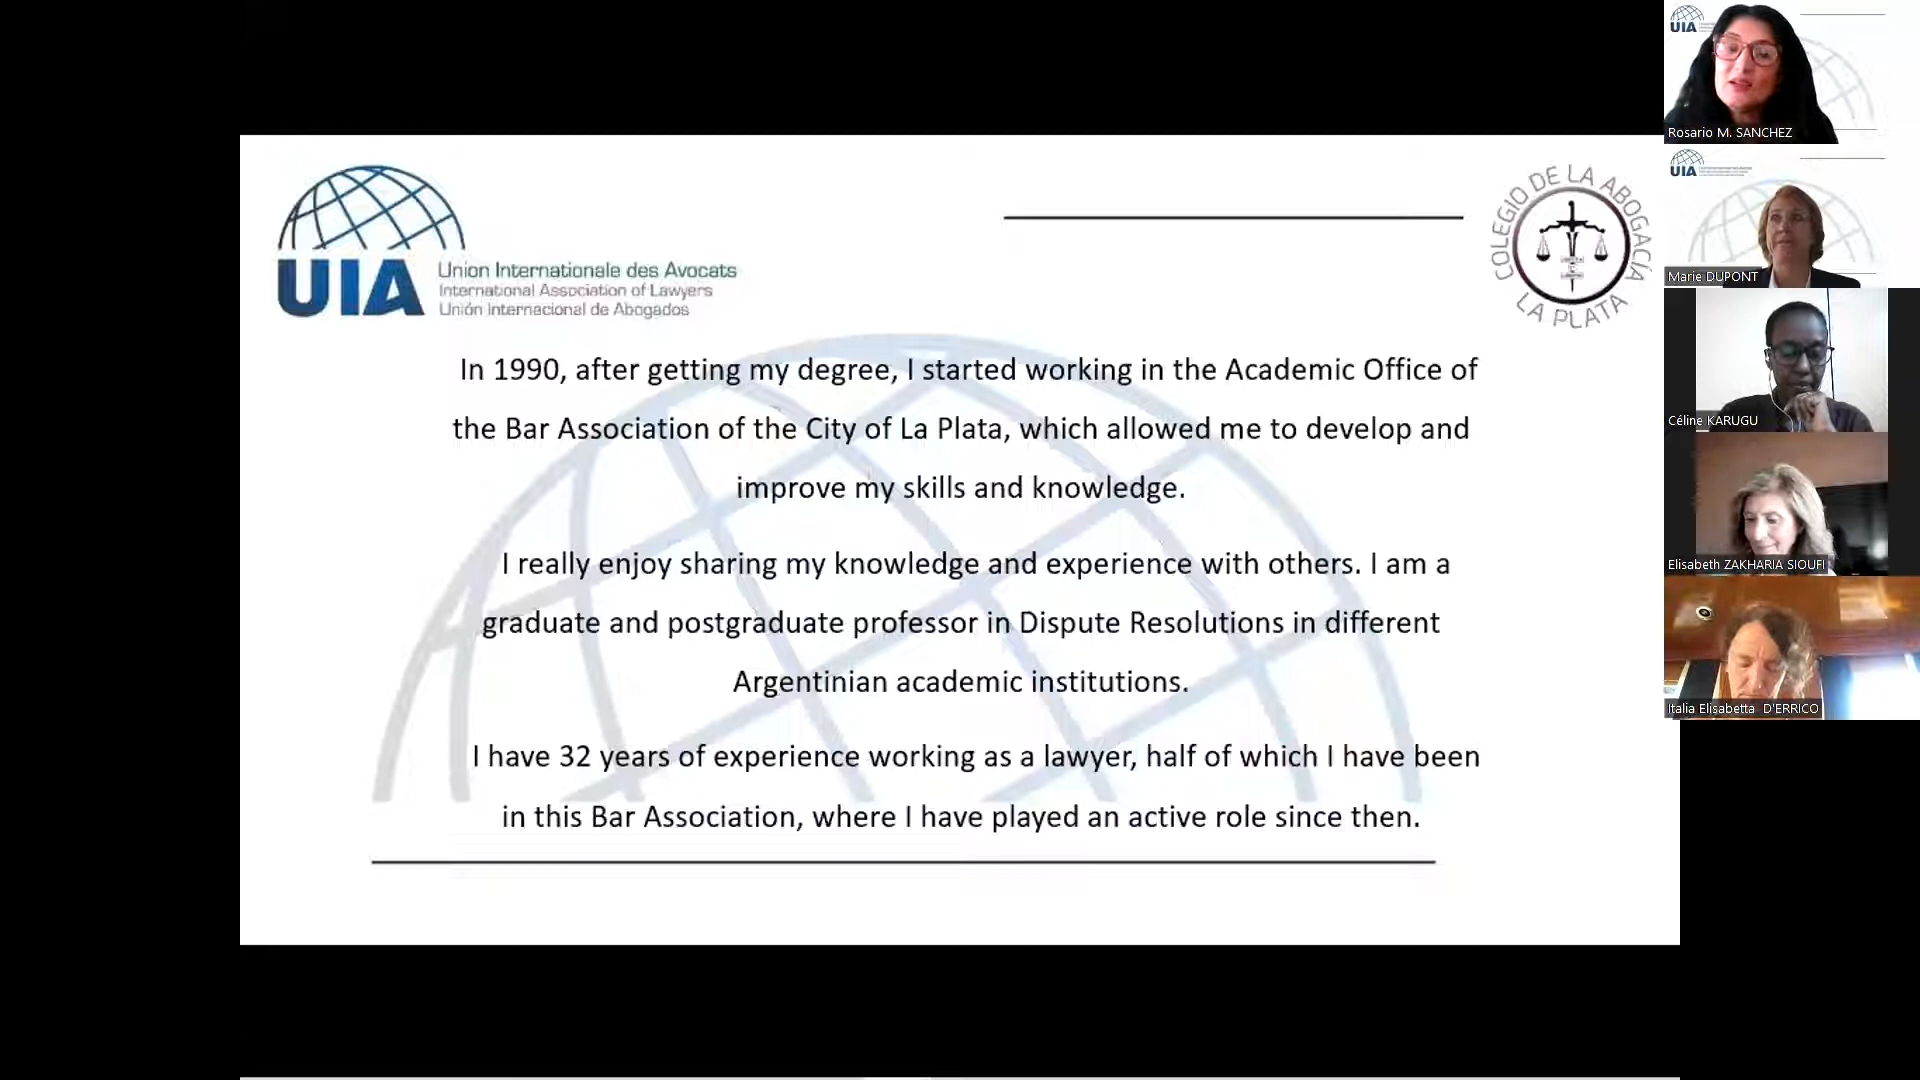 UIA
Union Internationale des Avocats
International Association of Lawyers
Unión Internacional de Abogados
COLEGIO DE LA ABOGACÍA
LA PLATA
In 1990, after getting my degree, I started working in the Academic Office of
the Bar Association of the City of La Plata, which allowed me to develop and
improve my skills and knowledge.
I really enjoy sharing my knowledge and experience with others. I am a
graduate and postgraduate professor in Dispute Resolutions in different
Argentinian academic institutions.
I have 32 years of experience working as a lawyer, half of which I have been
in this Bar Association, where I have played an active role since then.
UIA
Rosario M. SANCHEZ
UIA
Marie DUPONT
Céline KARUGU
Elisabeth ZAKHARIA SIOUFI
Italia Elisabetta D'ERRICO